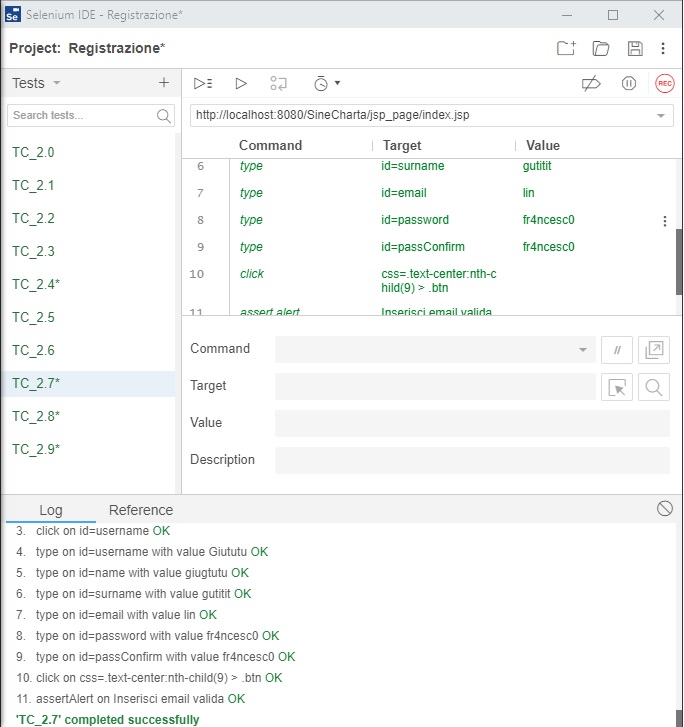 Se Selenium IDE - Registrazione*
Project: Registrazione*
Tests
REC
Search tests...
http://localhost:8080/SineCharta/jsp_page/index.jsp
TC_2.0
TC_2.1
TC_2.2
TC_2.3
TC_2.4*
TC_2.5
TC_2.6
TC_2.7*
TC_2.8*
TC_2.9*
Command Target Value
6 type id=surname gutitit
7 type id=email lin
8 type id=password fr4ncesc0
9 type id=passConfirm fr4ncesc0
10 click css=.text-center:nth-c
hild(9) > .btn
11 assert alert Inserisci email valida
Command //
Target
Value
Description
Log Reference
3. click on id=username OK
4. type on id=username with value Giututu OK
5. type on id=name with value giugtutu OK
6. type on id=surname with value gutitit OK
7. type on id=email with value lin OK
8. type on id=password with value fr4ncesc0 OK
9. type on id=passConfirm with value fr4ncesc0 OK
10. click on css=.text-center:nth-child(9) > .btn OK
11. assertAlert on Inserisci email valida OK
'TC_2.7' completed successfully